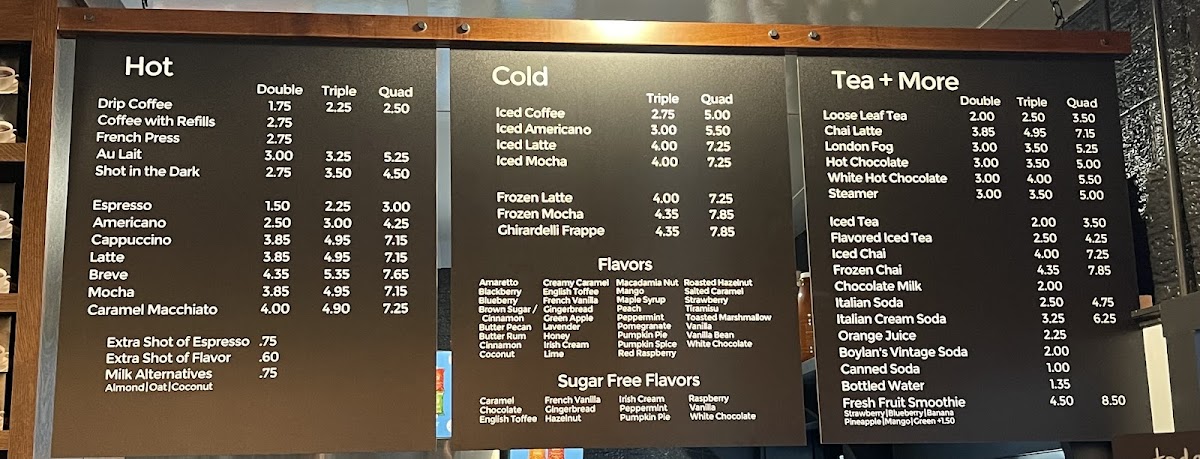 Hot
Double Triple Quad
Drip Coffee 1.75 2.25 2.50
Coffee with Refills 2.75
French Press 2.75
Au Lait 3.00 3.25 5.25
Shot in the Dark 2.75 3.50 4.50
Espresso 1.50 2.25 3.00
Americano 2.50 3.00 4.25
Cappuccino 3.85 4.95 7.15
Latte 3.85 4.95 7.15
Breve 4.35 5.35 7.65
Mocha 3.85 4.95 7.15
Caramel Macchiato 4.00 4.90 7.25
Extra Shot of Espresso .75
Extra Shot of Flavor .60
Milk Alternatives .75
Almond|Oat|Coconut
Cold
Triple Quad
Iced Coffee 2.75 5.00
Iced Americano 3.00 5.50
Iced Latte 4.00 7.25
Iced Mocha 4.00 7.25
Frozen Latte 4.00 7.25
Frozen Mocha 4.35 7.85
Ghirardelli Frappe 4.35 7.85
Flavors
Amaretto Creamy Caramel Macadamia Nut Roasted Hazelnut
Blackberry English Toffee Mango Salted Caramel
Blueberry French Vanilla Maple Syrup Strawberry
Brown Sugar / Gingerbread Peach Tiramisu
Cinnamon Green Apple Peppermint Toasted Marshmallow
Butter Pecan Lavender Pomegranate Vanilla
Butter Rum Honey Pumpkin Pie Vanilla Bean
Cinnamon Irish Cream Pumpkin Spice White Chocolate
Coconut Lime Red Raspberry
Sugar Free Flavors
Caramel French Vanilla Irish Cream Raspberry
Chocolate Gingerbread Peppermint Vanilla
English Toffee Hazelnut Pumpkin Pie White Chocolate
Tea + More
Double Triple Quad
Loose Leaf Tea 2.00 2.50 3.50
Chai Latte 3.85 4.95 7.15
London Fog 3.00 3.50 5.25
Hot Chocolate 3.00 3.50 5.00
White Hot Chocolate 3.00 4.00 5.50
Steamer 3.00 3.50 5.00
Iced Tea 2.00 3.50
Flavored Iced Tea 2.50 4.25
Iced Chai 4.00 7.25
Frozen Chai 4.35 7.85
Chocolate Milk 2.00
Italian Soda 2.50 4.75
Italian Cream Soda 3.25 6.25
Orange Juice 2.25
Boylan's Vintage Soda 2.00
Canned Soda 1.00
Bottled Water 1.35
Fresh Fruit Smoothie 4.50 8.50
Strawberry|Blueberry|Banana
Pineapple|Mango|Green +1.50